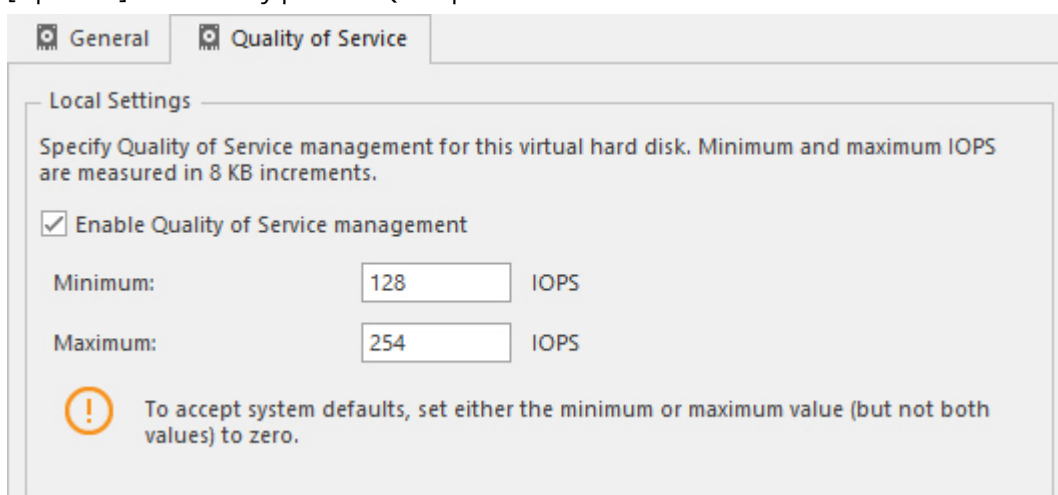 General
Quality of Service
Local Settings
Specify Quality of Service management for this virtual hard disk. Minimum and maximum IOPS
are measured in 8 KB increments.
Enable Quality of Service management
Minimum: 128 IOPS
Maximum: 254 IOPS
To accept system defaults, set either the minimum or maximum value (but not both
values) to zero.